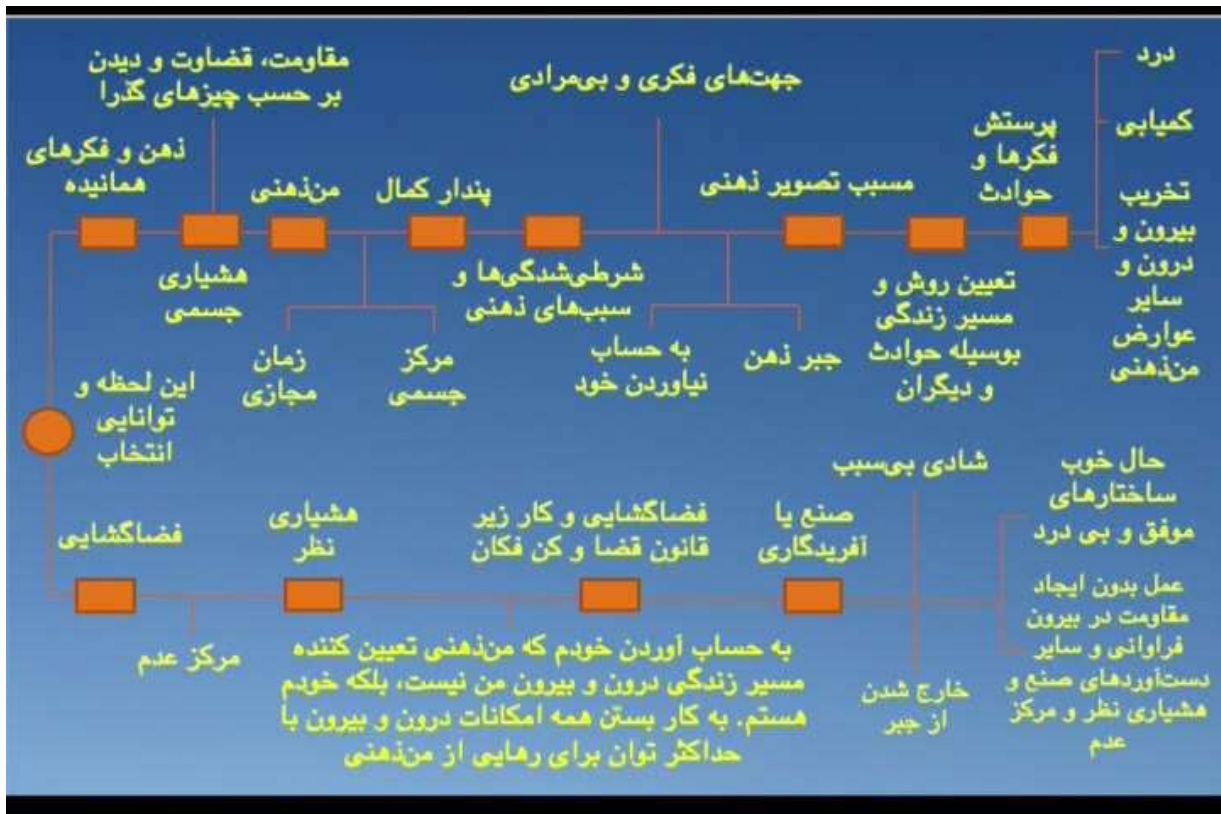 این لحظه و
توانایی
انتخاب
ذهن و فکرهای
همانیده
مقاومت، قضاوت و دیدن
بر حسب چیزهای گذرا
هشیاری
جسمی
من‌ذهنی
زمان
مجازی
مرکز
جسمی
پندار کمال
شرطی‌شدگی‌ها و
سبب‌های ذهنی
جهت‌های فکری و بی‌مرادی
به حساب
نیاوردن خود
جبر ذهن
مسبب تصویر ذهنی
تعیین روش و
مسیر زندگی
بوسیله حوادث
و دیگران
پرستش
فکرها و
حوادث
درد
کمیابی
تخریب
بیرون و
درون و
سایر
عوارض
من‌ذهنی
فضاگشایی
مرکز عدم
هشیاری
نظر
به حساب آوردن خودم که من‌ذهنی تعیین کننده
مسیر زندگی درون و بیرون من نیست، بلکه خودم
هستم. به کار بستن همه امکانات درون و بیرون با
حداکثر توان برای رهایی از من‌ذهنی
فضاگشایی و کار زیر
قانون قضا و کن فکان
صنع یا
آفریدگاری
شادی بی‌سبب
خارج شدن
از جبر
حال خوب
ساختارهای
موفق و بی درد
عمل بدون ایجاد
مقاومت در بیرون
فراوانی و سایر
دست‌آوردهای صنع و
هشیاری نظر و مرکز
عدم